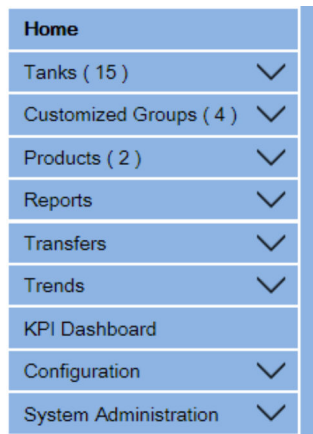 Home
Tanks ( 15 )
Customized Groups ( 4 )
Products ( 2 )
Reports
Transfers
Trends
KPI Dashboard
Configuration
System Administration